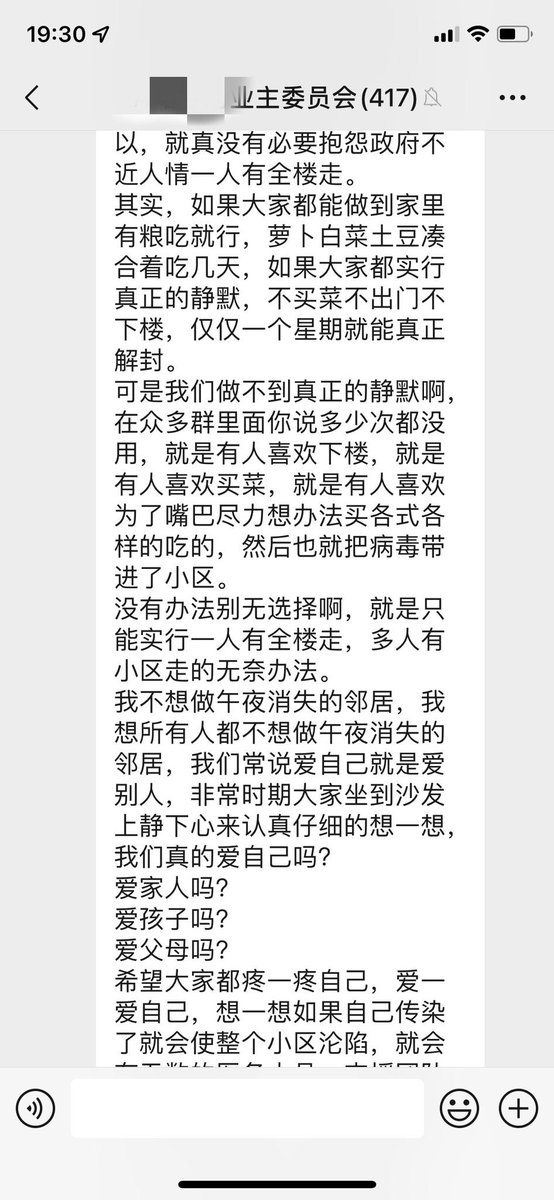 19:30
业主委员会(417)
以，就真没有必要抱怨政府不
近人情一人有全楼走。
其实，如果大家都能做到家里
有粮吃就行，萝卜白菜土豆凑
合着吃几天，如果大家都实行
真正的静默，不买菜不出门不
下楼，仅仅一个星期就能真正
解封。
可是我们做不到真正的静默啊，
在众多群里面你说多少次都没
用，就是有人喜欢下楼，就是
有人喜欢买菜，就是有人喜欢
为了嘴巴尽力想办法买各式各
样的吃的，然后也就把病毒带
进了小区。
没有办法别无选择啊，就是只
能实行一人有全楼走，多人有
小区走的无奈办法。
我不想做午夜消失的邻居，我
想所有人都不想做午夜消失的
邻居，我们常说爱自己就是爱
别人，非常时期大家坐到沙发
上静下心来认真仔细的想一想，
我们真的爱自己吗？
爱家人吗？
爱孩子吗？
爱父母吗？
希望大家都疼一疼自己，爱一
爱自己，想一想如果自己传染
了就会使整个小区沦陷，就会